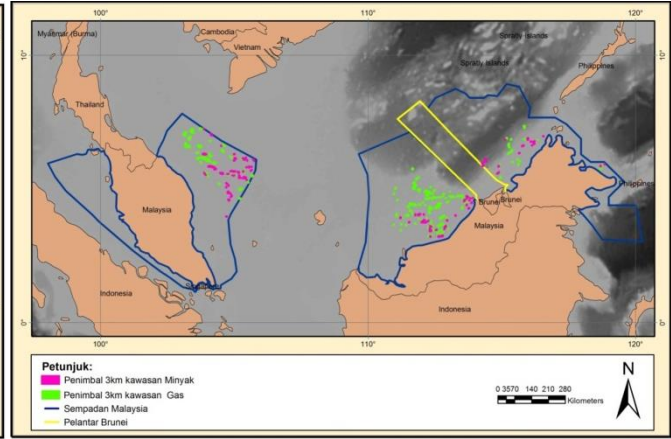 100°
110°
120°
Myanmar (Burma)
Cambodia
Vietnam
Spratly Islands
Spratly Islands
Philippines
10°
10°
Thailand
Malaysia
Philippines
Brunei
Brunei
Malaysia
Indonesia
Indonesia
0°
0°
100°
110°
120°
Petunjuk:
Penimbal 3km kawasan Minyak
Penimbal 3km kawasan Gas
Sempadan Malaysia
Pelantar Brunei
0 3570 140 210 280
Kilometers
N